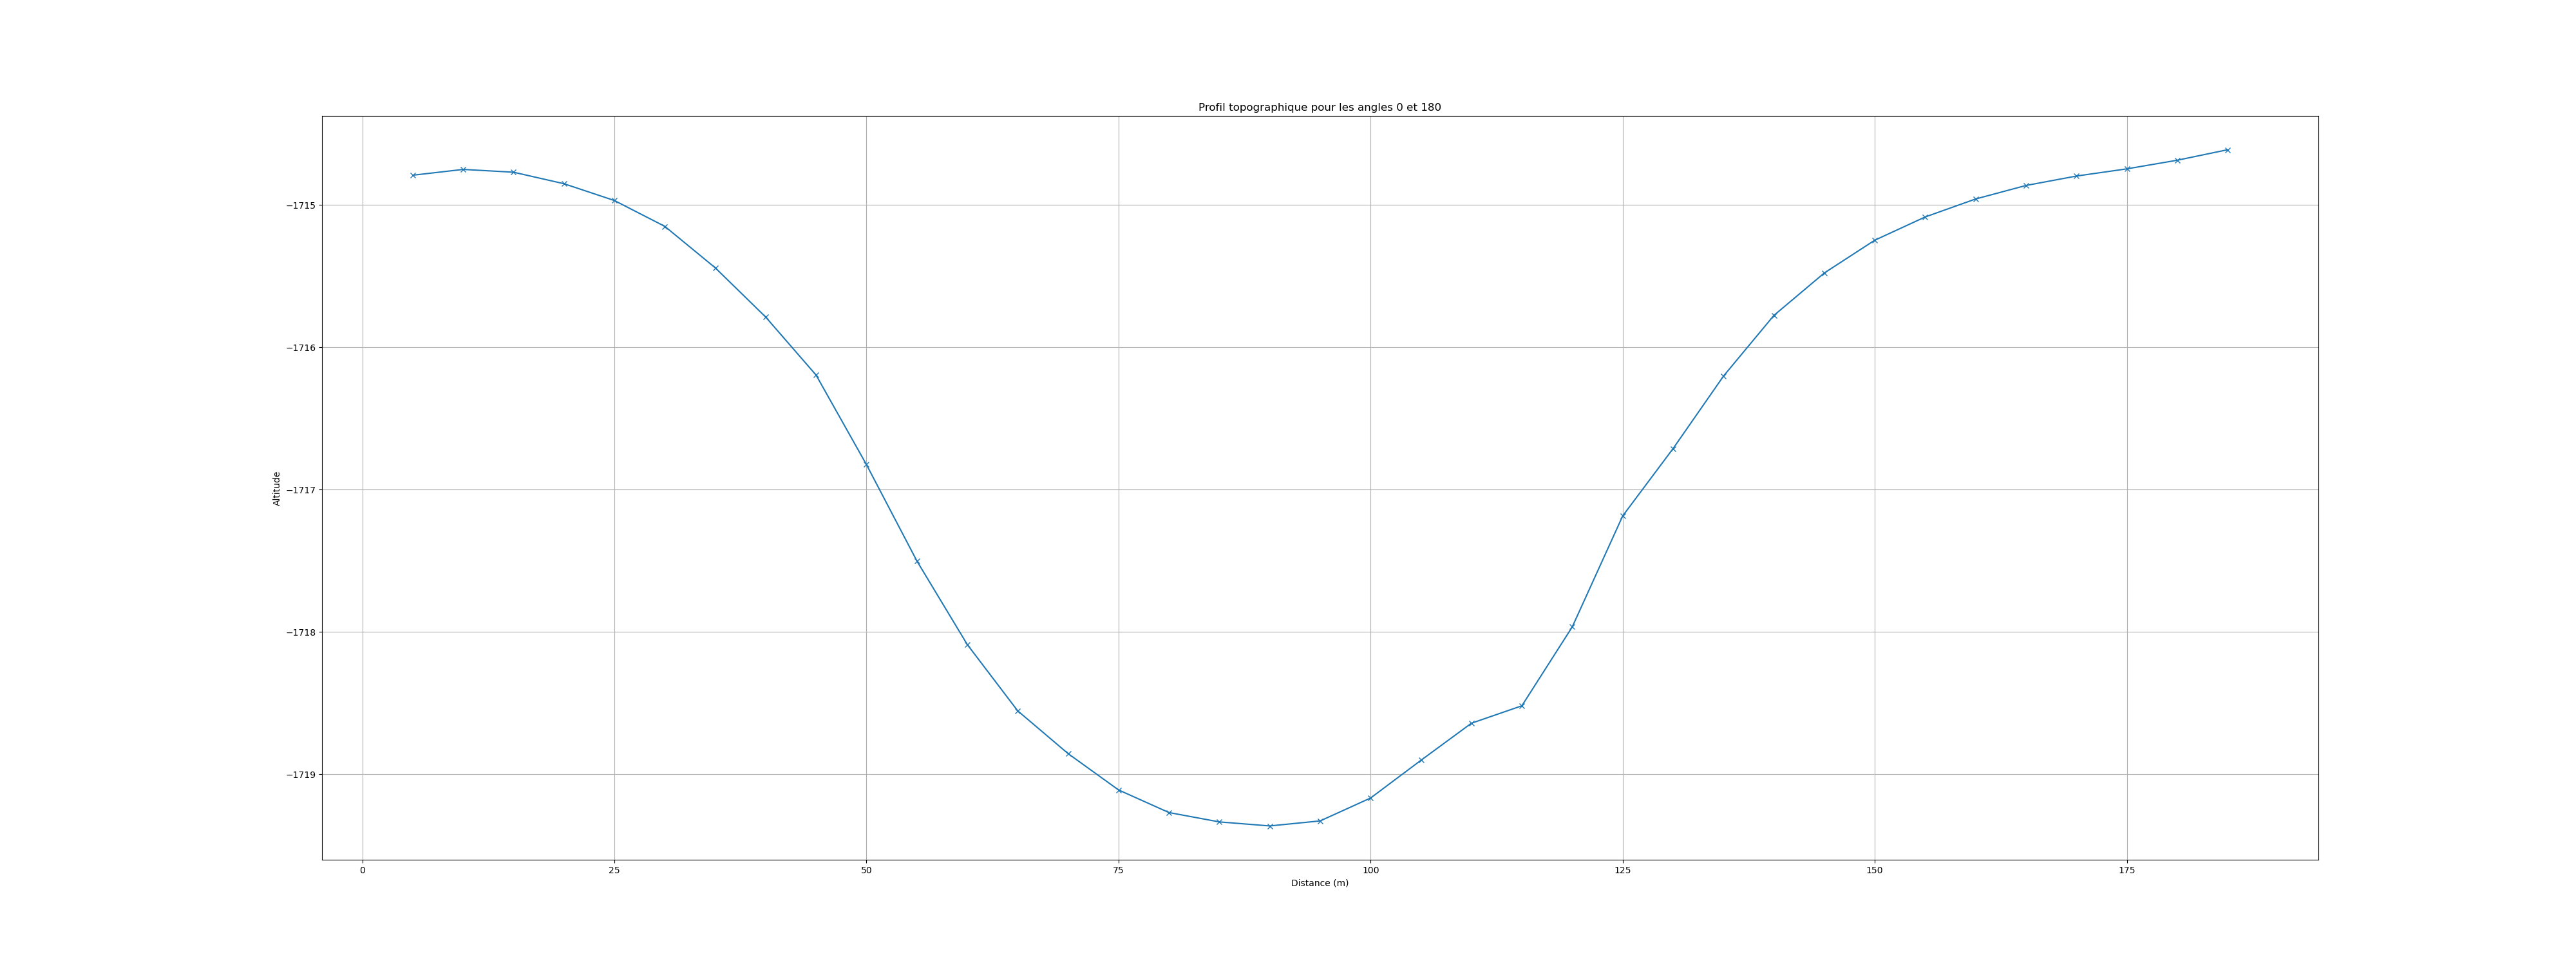 Profil topographique pour les angles 0 et 180
Altitude
−1715
−1716
−1717
−1718
−1719
0 25 50 75 100 125 150 175
Distance (m)